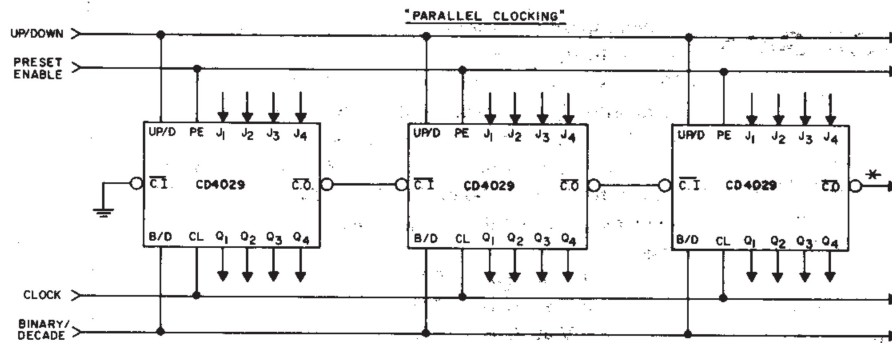 "PARALLEL CLOCKING"
UP/DOWN
PRESET
ENABLE
UP/D PE J1 J2 J3 J4
UP/D PE J1 J2 J3 J4
UP/D PE J1 J2 J3 J4
C.I. CD4029 C.O.
C.I CD4029 C.O
C.I CD4029 C.O.
*
B/D CL Q1 Q2 Q3 Q4
B/D CL Q1 Q2 Q3 Q4
B/D CL Q1 Q2 Q3 Q4
CLOCK
BINARY/
DECADE